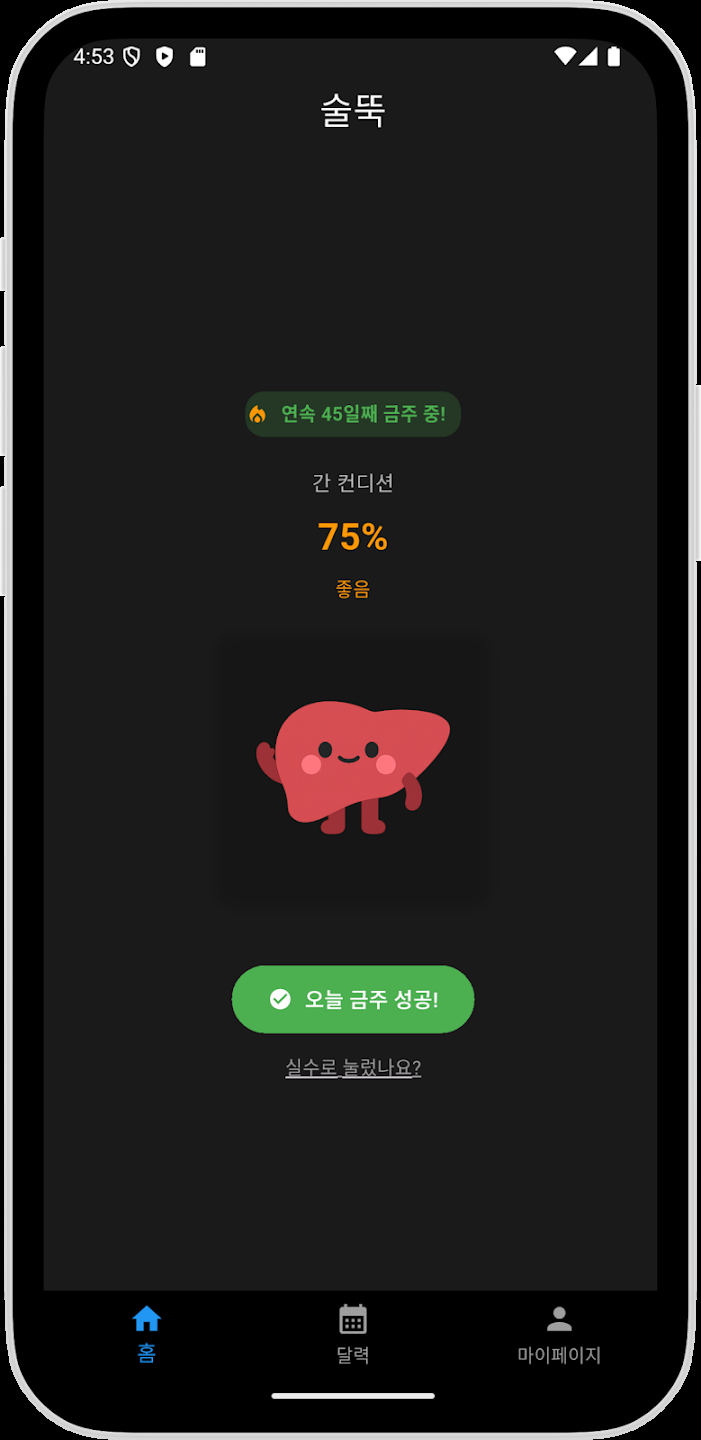 4:53
술뚝
연속 45일째 금주 중!
간 컨디션
75%
좋음
오늘 금주 성공!
실수로 눌렀나요?
홈
달력
마이페이지